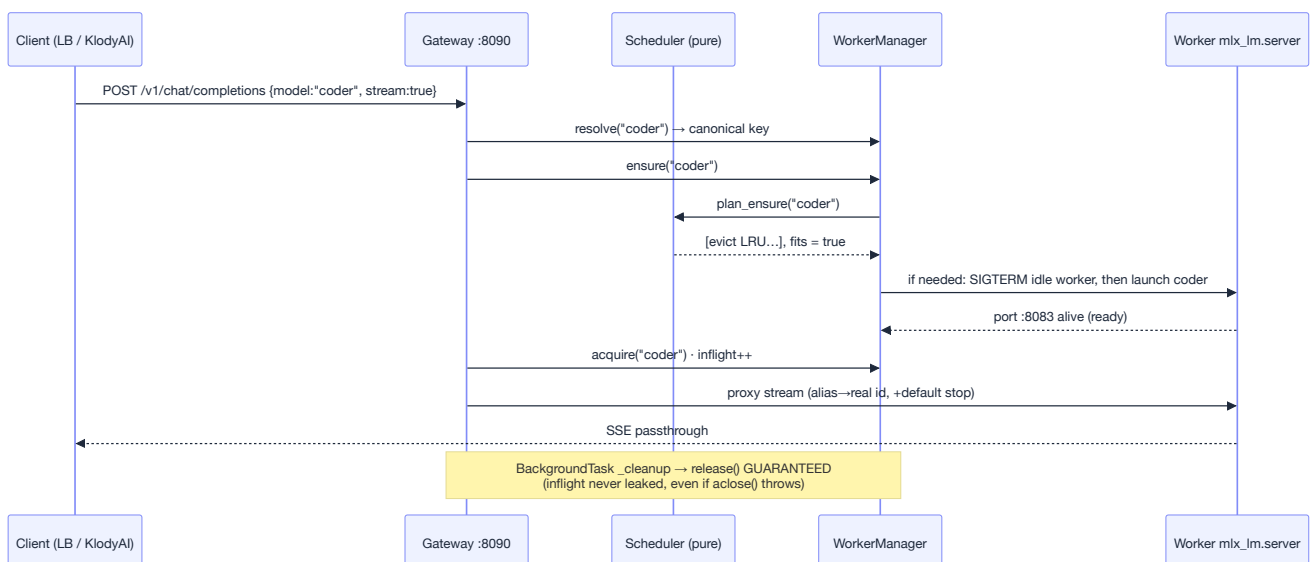 Client (LB / KlodyAI)
Gateway :8090
Scheduler (pure)
WorkerManager
Worker mlx_lm.server
POST /v1/chat/completions {model:"coder", stream:true}
resolve("coder") → canonical key
ensure("coder")
plan_ensure("coder")
[evict LRU…], fits = true
if needed: SIGTERM idle worker, then launch coder
port :8083 alive (ready)
acquire("coder") · inflight++
proxy stream (alias→real id, +default stop)
SSE passthrough
BackgroundTask _cleanup → release() GUARANTEED
(inflight never leaked, even if aclose() throws)
Client (LB / KlodyAI)
Gateway :8090
Scheduler (pure)
WorkerManager
Worker mlx_lm.server